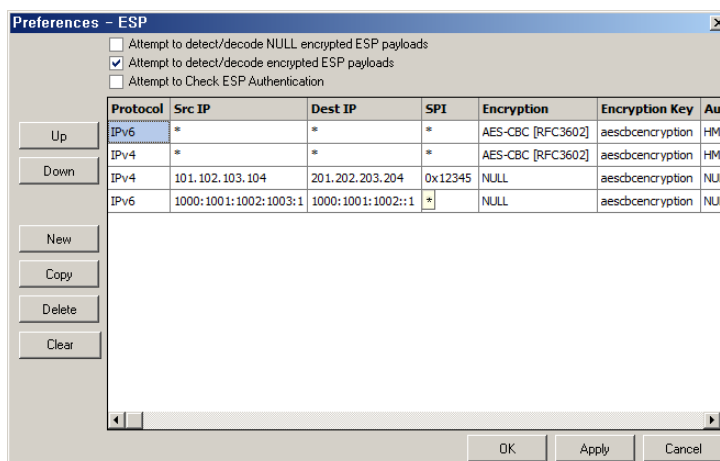 Preferences – ESP
Attempt to detect/decode NULL encrypted ESP payloads
Attempt to detect/decode encrypted ESP payloads
Attempt to Check ESP Authentication
Protocol Src IP Dest IP SPI Encryption Encryption Key Au
IPv6 * * * AES-CBC [RFC3602] aescbcencryption HM
IPv4 * * * AES-CBC [RFC3602] aescbcencryption HM
IPv4 101.102.103.104 201.202.203.204 0x12345 NULL aescbcencryption NU
IPv6 1000:1001:1002:1003:1 1000:1001:1002::1 * NULL aescbcencryption NU
Up
Down
New
Copy
Delete
Clear
OK Apply Cancel